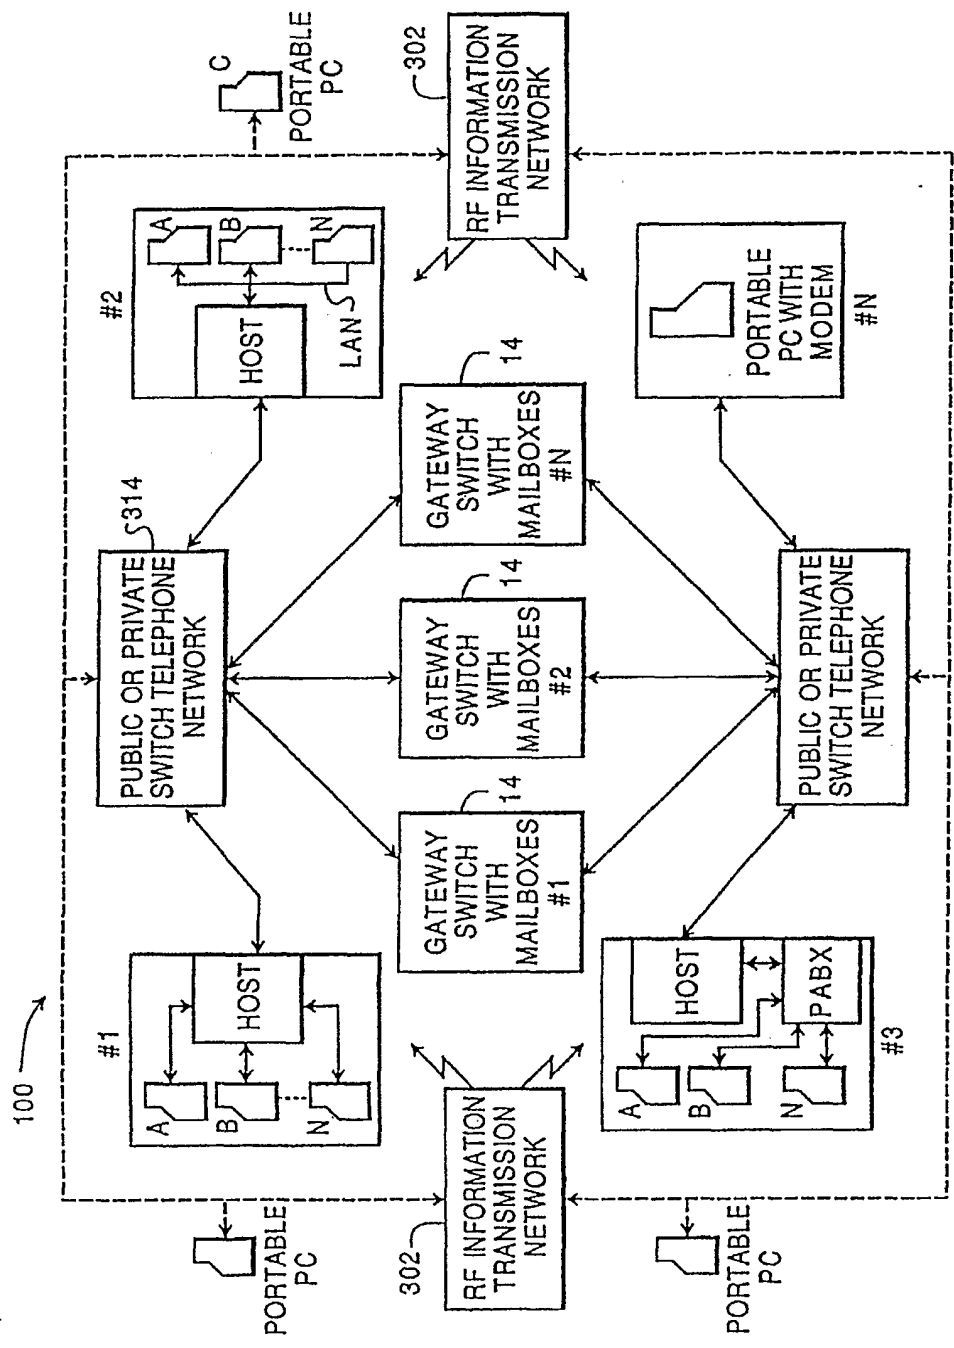 100
#1
A
B
N
HOST
PUBLIC OR PRIVATE
SWITCH TELEPHONE
NETWORK
314
#2
HOST
A
B
N
LAN
C
PORTABLE
PC
PORTABLE
PC
302
RF INFORMATION
TRANSMISSION
NETWORK
GATEWAY
SWITCH
WITH
MAILBOXES
#1
14
GATEWAY
SWITCH
WITH
MAILBOXES
#2
14
GATEWAY
SWITCH
WITH
MAILBOXES
#N
14
302
RF INFORMATION
TRANSMISSION
NETWORK
PORTABLE
PC
A
B
N
HOST
PABX
#3
PUBLIC OR PRIVATE
SWITCH TELEPHONE
NETWORK
PORTABLE
PC WITH
MODEM
#N